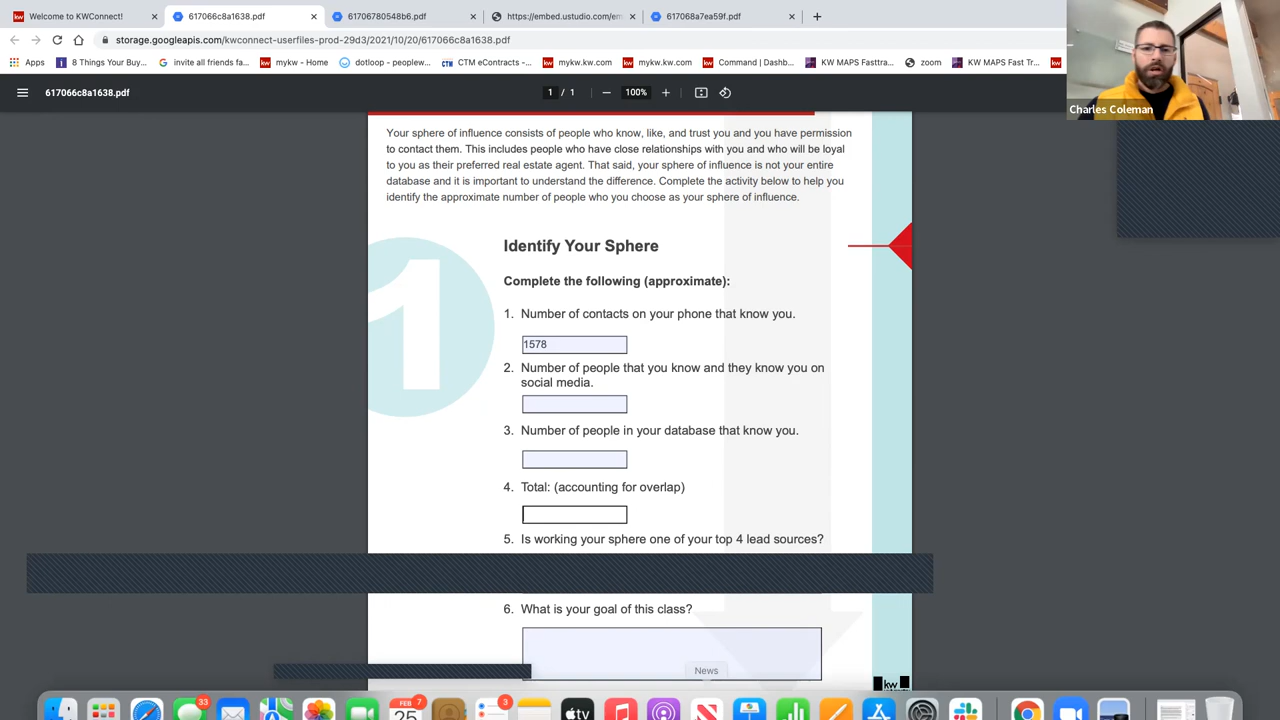 Welcome to KWConnect!
617066c8a1638.pdf
61706780548b6.pdf
https://embed.ustudio.com/em
617068a7ea59f.pdf
storage.googleapis.com/kwconnect-userfiles-prod-29d3/2021/10/20/617066c8a1638.pdf
Apps
8 Things Your Buy...
invite all friends fa...
mykw - Home
dotloop - peoplew...
CTM eContracts -...
mykw.kw.com
mykw.kw.com
Command | Dashb...
KW MAPS Fasttra...
zoom
KW MAPS Fast Tr...
617066c8a1638.pdf
1 / 1
100%
Charles Coleman
Your sphere of influence consists of people who know, like, and trust you and you have permission
to contact them. This includes people who have close relationships with you and who will be loyal
to you as their preferred real estate agent. That said, your sphere of influence is not your entire
database and it is important to understand the difference. Complete the activity below to help you
identify the approximate number of people who you choose as your sphere of influence.
1
Identify Your Sphere
Complete the following (approximate):
1. Number of contacts on your phone that know you.
1578
2. Number of people that you know and they know you on
social media.
3. Number of people in your database that know you.
4. Total: (accounting for overlap)
5. Is working your sphere one of your top 4 lead sources?
6. What is your goal of this class?
News
kw
33
FEB
25
7
3